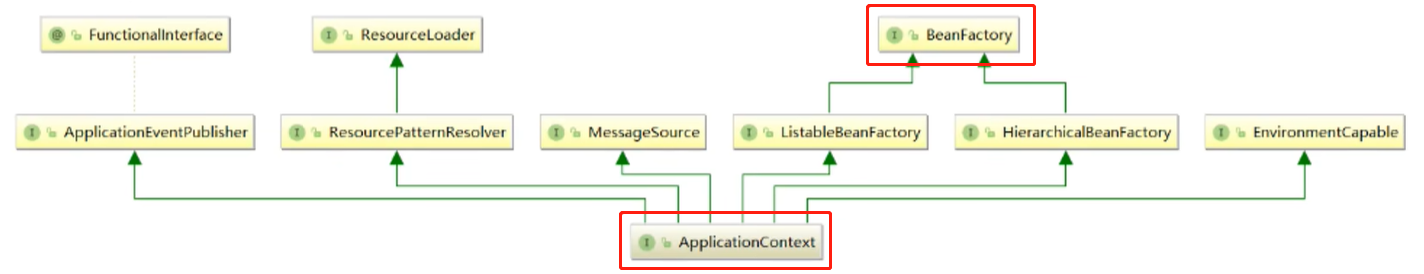 @ FunctionalInterface
I ResourceLoader
I BeanFactory
I ApplicationEventPublisher
I ResourcePatternResolver
I MessageSource
I ListableBeanFactory
I HierarchicalBeanFactory
I EnvironmentCapable
I ApplicationContext